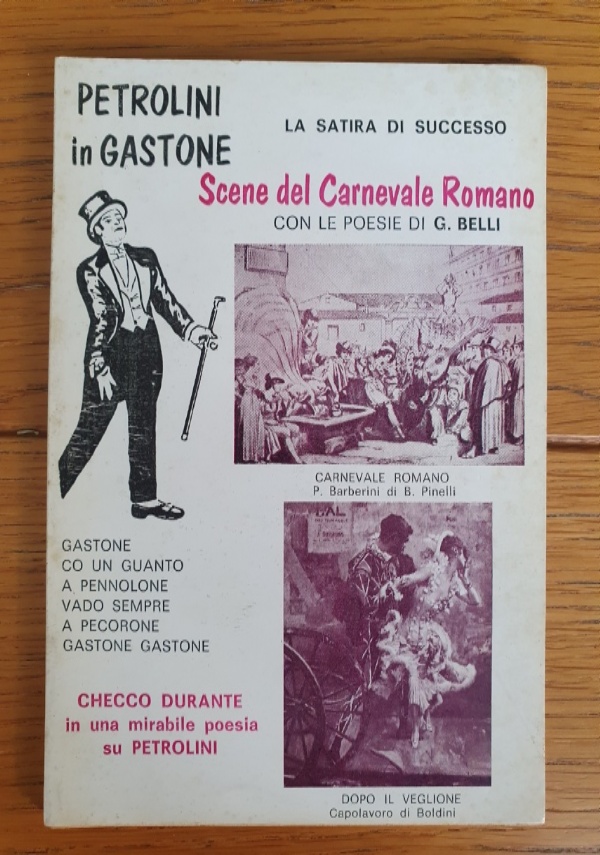 PETROLINI
in GASTONE
LA SATIRA DI SUCCESSO
Scene del Carnevale Romano
CON LE POESIE DI G. BELLI
CARNEVALE ROMANO
P. Barberini di B. Pinelli
GASTONE
CO UN GUANTO
A PENNOLONE
VADO SEMPRE
A PECORONE
GASTONE GASTONE
CHECCO DURANTE
in una mirabile poesia
su PETROLINI
DOPO IL VEGLIONE
Capolavoro di Boldini